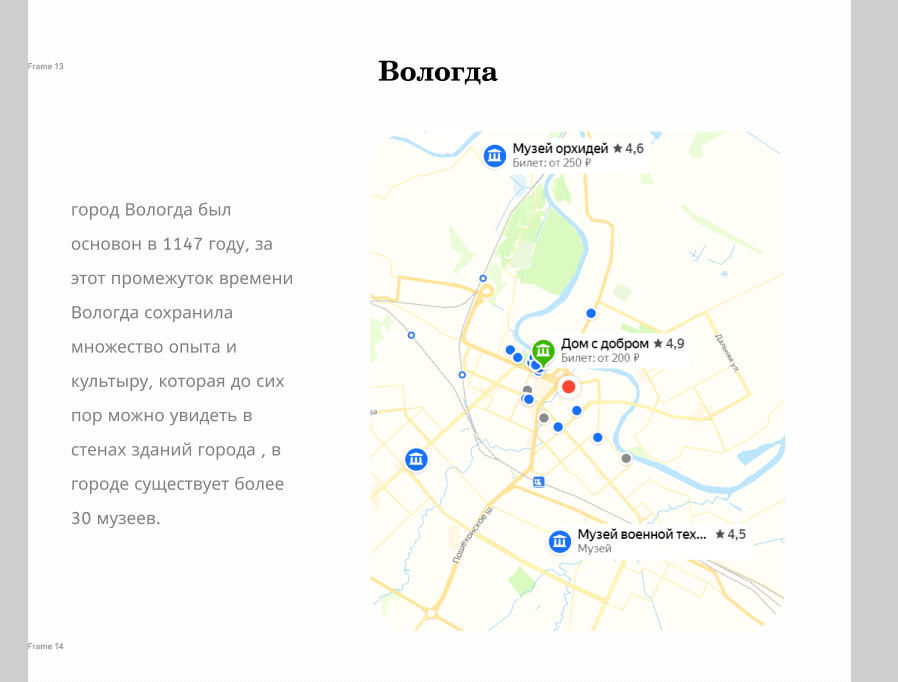 Frame 13
Вологда
город Вологда был
основон в 1147 году, за
этот промежуток времени
Вологда сохранила
множество опыта и
культыру, которая до сих
пор можно увидеть в
стенах зданий города , в
городе существует более
30 музеев.
Музей орхидей ★ 4,6
Билет: от 250 ₽
Дом с добром ★ 4,9
Билет: от 200 ₽
Дальняя ул.
ва
Пошехонское ш.
Музей военной тех... ★ 4,5
Музей
Frame 14